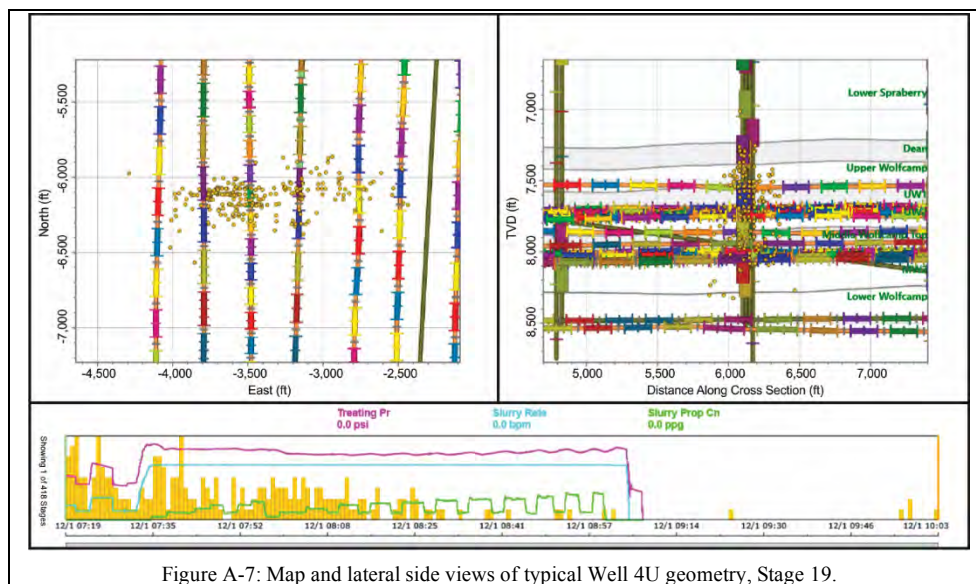 -5,500
-6,000
-6,500
-7,000
North (ft)
-4,500
-4,000
-3,500
-3,000
-2,500
East (ft)
7,000
7,500
8,000
8,500
TVD (ft)
Lower Spraberry
Dean
Upper Wolfcamp
UW1
Lower Wolfcamp
5,000
5,500
6,000
6,500
7,000
Distance Along Cross Section (ft)
Treating Pr
0.0 psi
Slurry Rate
0.0 bpm
Slurry Prop Cn
0.0 ppg
Showing 1 of 418 Stages
12/1 07:19
12/1 07:35
12/1 07:52
12/1 08:08
12/1 08:25
12/1 08:41
12/1 08:57
12/1 09:14
12/1 09:30
12/1 09:46
12/1 10:03
Figure A-7: Map and lateral side views of typical Well 4U geometry, Stage 19.